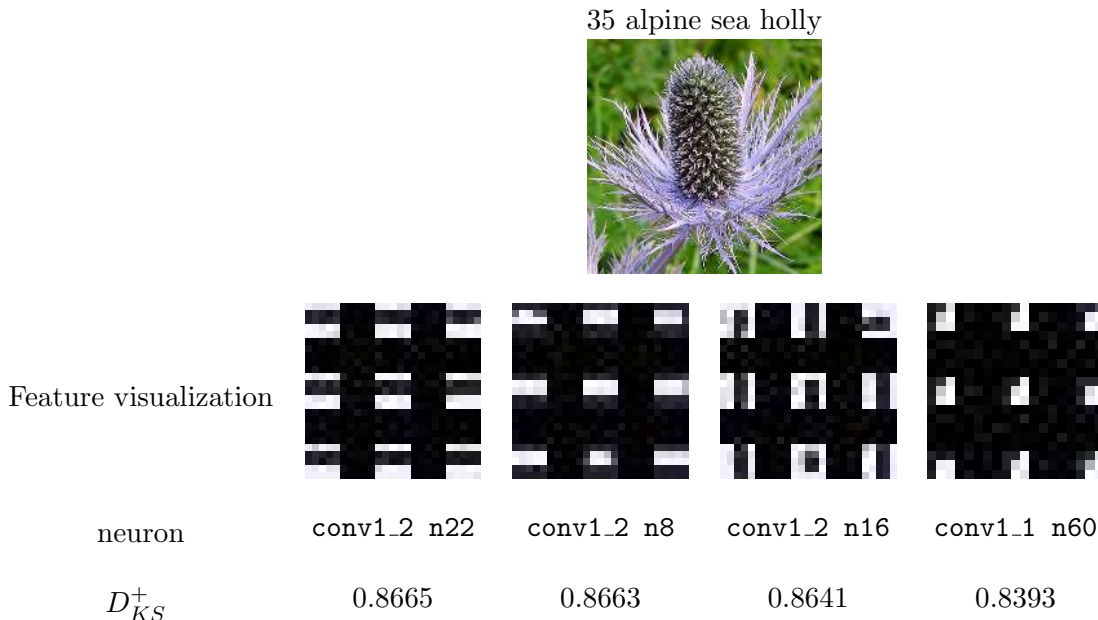 35 alpine sea holly
Feature visualization
neuron conv1_2 n22 conv1_2 n8 conv1_2 n16 conv1_1 n60
D⁺_KS 0.8665 0.8663 0.8641 0.8393